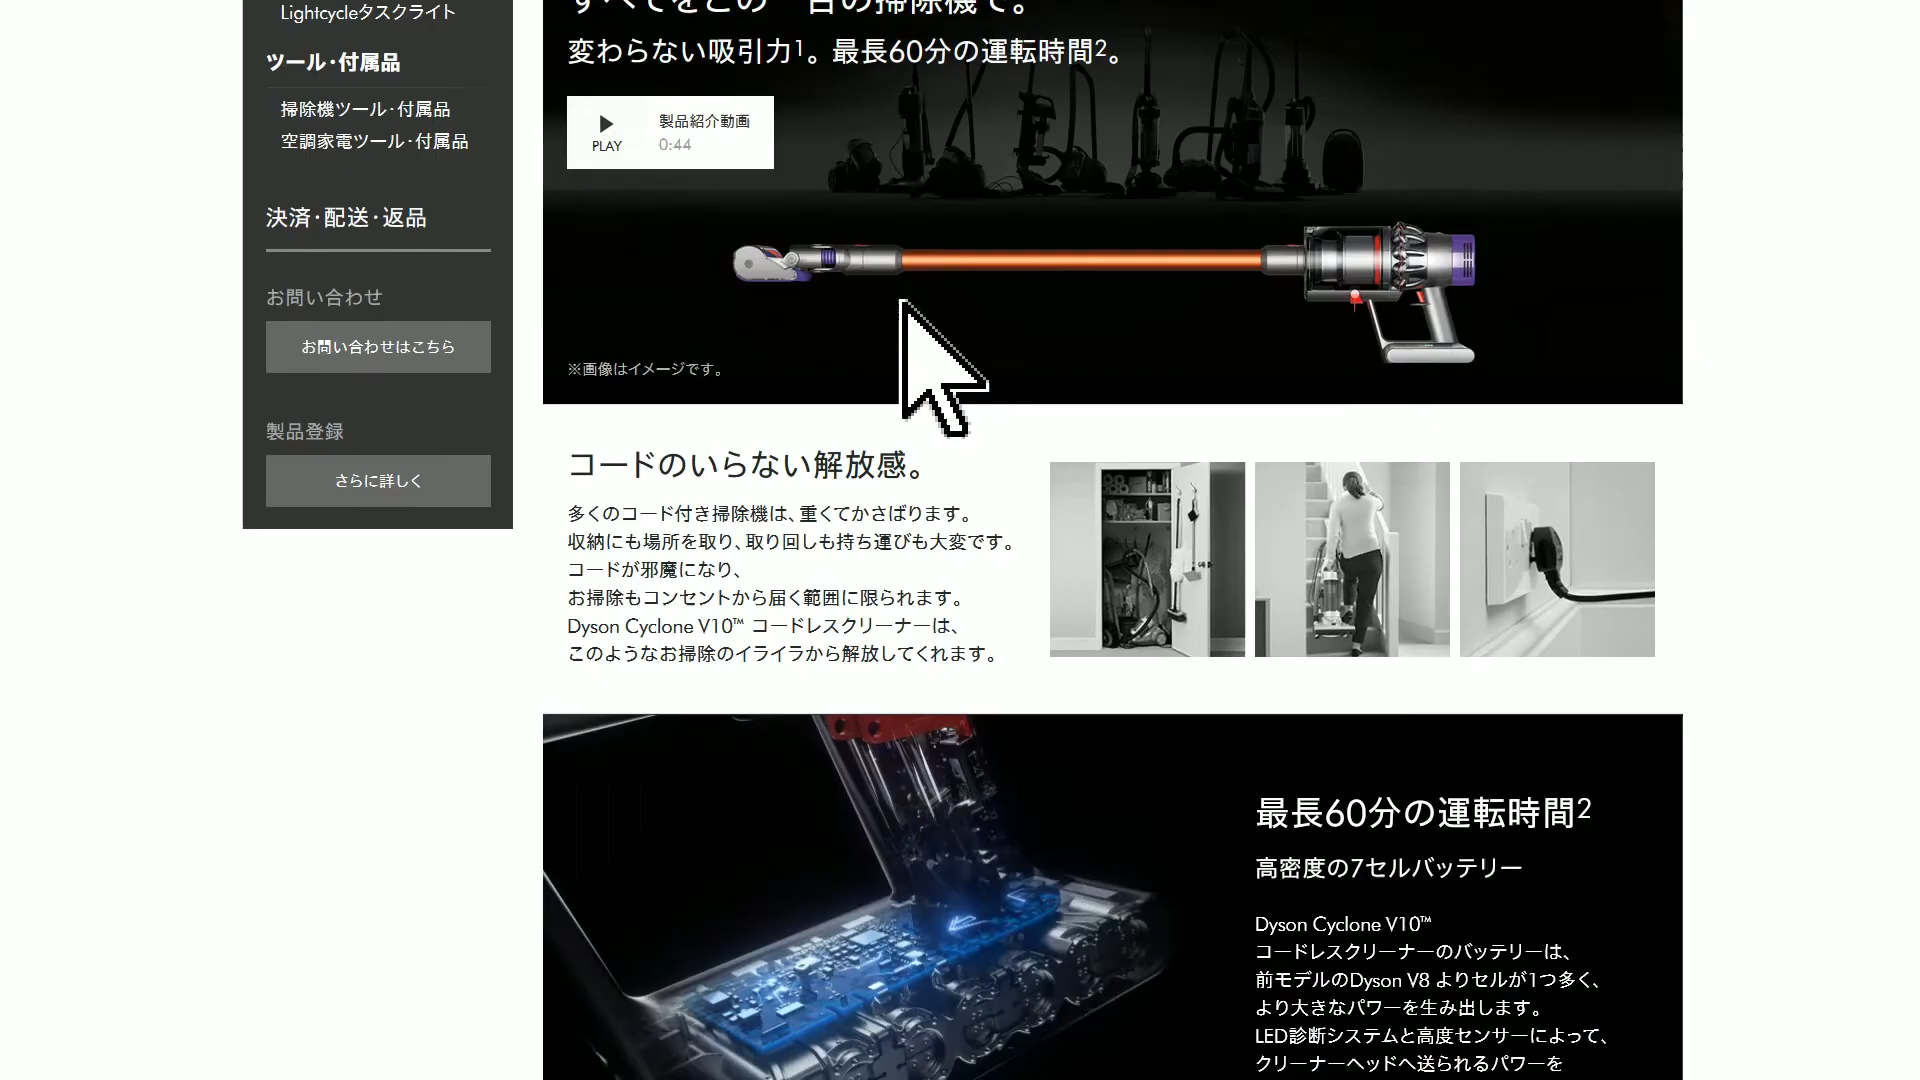 Lightcycleタスクライト
ツール・付属品
掃除機ツール・付属品
空調家電ツール・付属品
決済・配送・返品
お問い合わせ
お問い合わせはこちら
製品登録
さらに詳しく
すべてをこの一台の掃除機で。
変わらない吸引力1。最長60分の運転時間2。
PLAY
製品紹介動画
0:44
※画像はイメージです。
コードのいらない解放感。
多くのコード付き掃除機は、重くてかさばります。
収納にも場所を取り、取り回しも持ち運びも大変です。
コードが邪魔になり、
お掃除もコンセントから届く範囲に限られます。
Dyson Cyclone V10™ コードレスクリーナーは、
このようなお掃除のイライラから解放してくれます。
最長60分の運転時間2
高密度の7セルバッテリー
Dyson Cyclone V10™
コードレスクリーナーのバッテリーは、
前モデルのDyson V8 よりセルが1つ多く、
より大きなパワーを生み出します。
LED診断システムと高度センサーによって、
クリーナーヘッドへ送られるパワーを